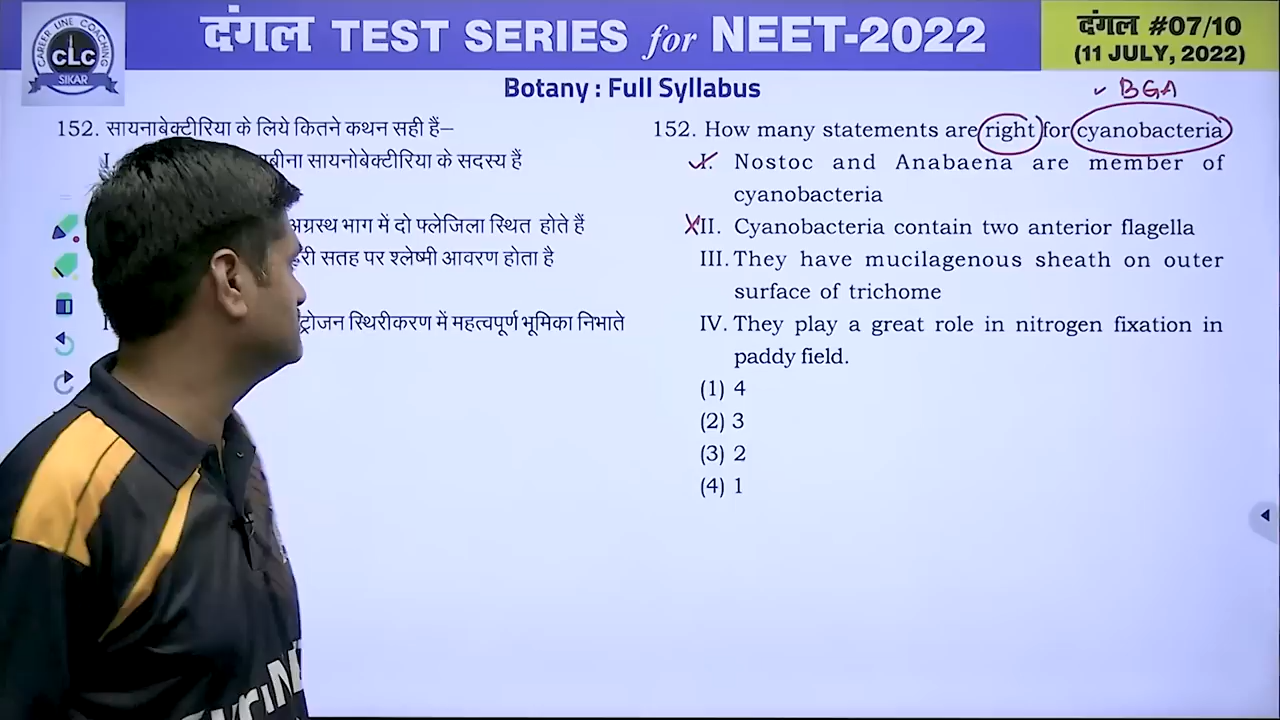 CAREER LINE COACHING
CLC
SIKAR
दंगल TEST SERIES for NEET-2022
दंगल #07/10
(11 JULY, 2022)
Botany : Full Syllabus
BGA
152. सायनाबेक्टीरिया के लिये कितने कथन सही हैं–
I. सायनोबेक्टीरिया के सदस्य हैं
अग्रस्थ भाग में दो फ्लेजिला स्थित होते हैं
सतह पर श्लेष्मी आवरण होता है
स्थिरीकरण में महत्वपूर्ण भूमिका निभाते
152. How many statements are right for cyanobacteria
I. Nostoc and Anabaena are member of
cyanobacteria
II. Cyanobacteria contain two anterior flagella
III. They have mucilagenous sheath on outer
surface of trichome
IV. They play a great role in nitrogen fixation in
paddy field.
(1) 4
(2) 3
(3) 2
(4) 1